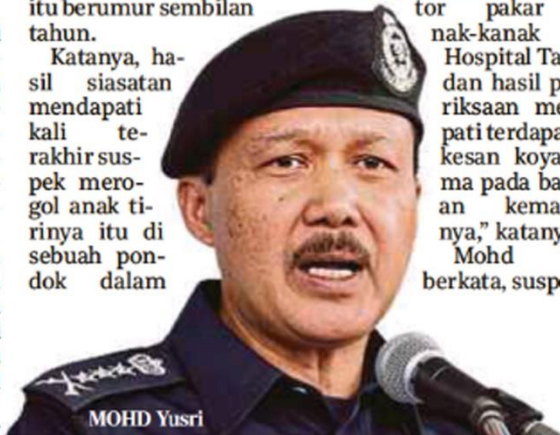 itu berumur sembilan
tahun.
Katanya, ha-
sil siasatan
mendapati
kali te-
rakhir sus-
pek mero-
gol anak ti-
rinya itu di
sebuah pon-
dok dalam
tor pakar
nak-kanak
Hospital Ta
dan hasil p
riksaan m
pati terdapa
kesan koya
ma pada ba
an kema
nya,” katany
Mohd
berkata, susp
MOHD Yusri